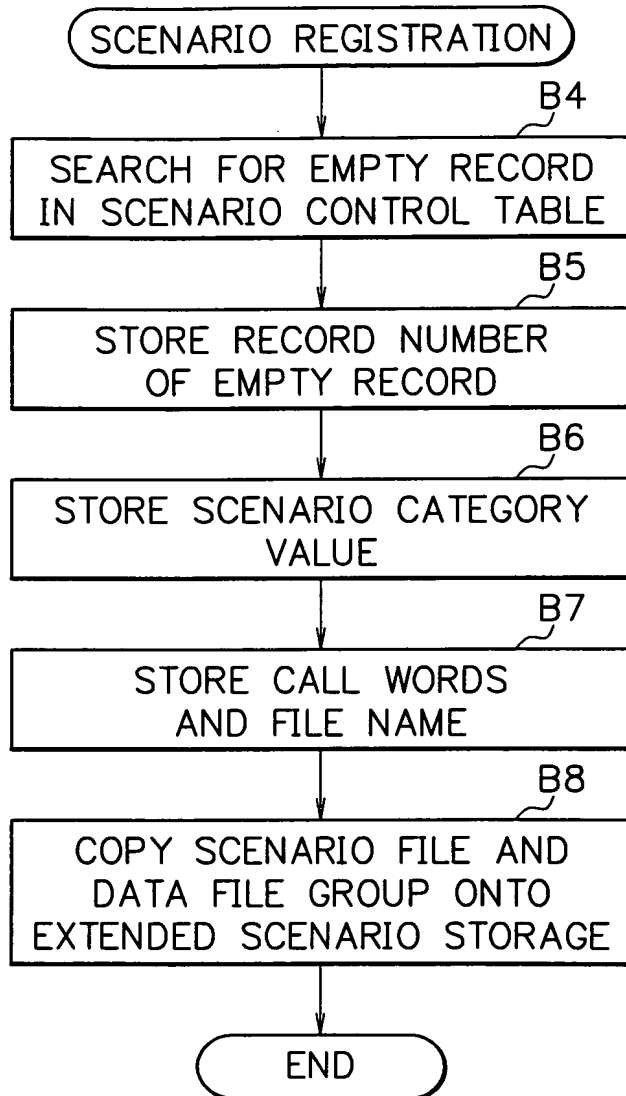 SCENARIO REGISTRATION
B4
SEARCH FOR EMPTY RECORD
IN SCENARIO CONTROL TABLE
B5
STORE RECORD NUMBER
OF EMPTY RECORD
B6
STORE SCENARIO CATEGORY
VALUE
B7
STORE CALL WORDS
AND FILE NAME
B8
COPY SCENARIO FILE AND
DATA FILE GROUP ONTO
EXTENDED SCENARIO STORAGE
END